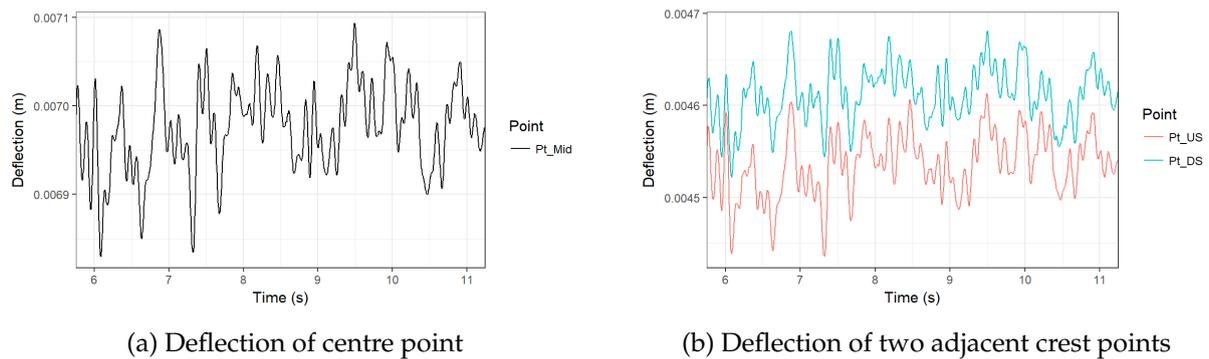 0.0071
0.0070
0.0069
Deflection (m)
6 7 8 9 10 11
Time (s)
Point
Pt_Mid
(a) Deflection of centre point
0.0047
0.0046
0.0045
Deflection (m)
6 7 8 9 10 11
Time (s)
Point
Pt_US
Pt_DS
(b) Deflection of two adjacent crest points